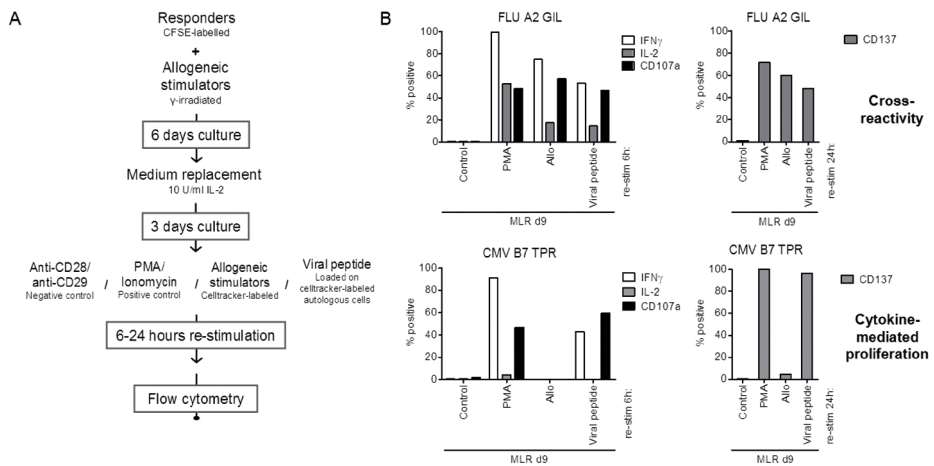 A
Responders
CFSE-labelled
+
Allogeneic
stimulators
γ-irradiated
6 days culture
Medium replacement
10 U/ml IL-2
3 days culture
Anti-CD28/
anti-CD29
Negative control
/
PMA/
Ionomycin
Positive control
/
Allogeneic
stimulators
Celltracker-labeled
/
Viral peptide
Loaded on
celltracker-labeled
autologous cells
6-24 hours re-stimulation
Flow cytometry
B
FLU A2 GIL
% positive
100
80
60
40
20
0
IFNγ
IL-2
CD107a
Control
PMA
Allo
Viral peptide
re-stim 6h:
MLR d9
FLU A2 GIL
% positive
100
80
60
40
20
0
CD137
Control
PMA
Allo
Viral peptide
re-stim 24h:
MLR d9
Cross-
reactivity
CMV B7 TPR
% positive
100
80
60
40
20
0
IFNγ
IL-2
CD107a
Control
PMA
Allo
Viral peptide
re-stim 6h:
MLR d9
CMV B7 TPR
% positive
100
80
60
40
20
0
CD137
Control
PMA
Allo
Viral peptide
re-stim 24h:
MLR d9
Cytokine-
mediated
proliferation